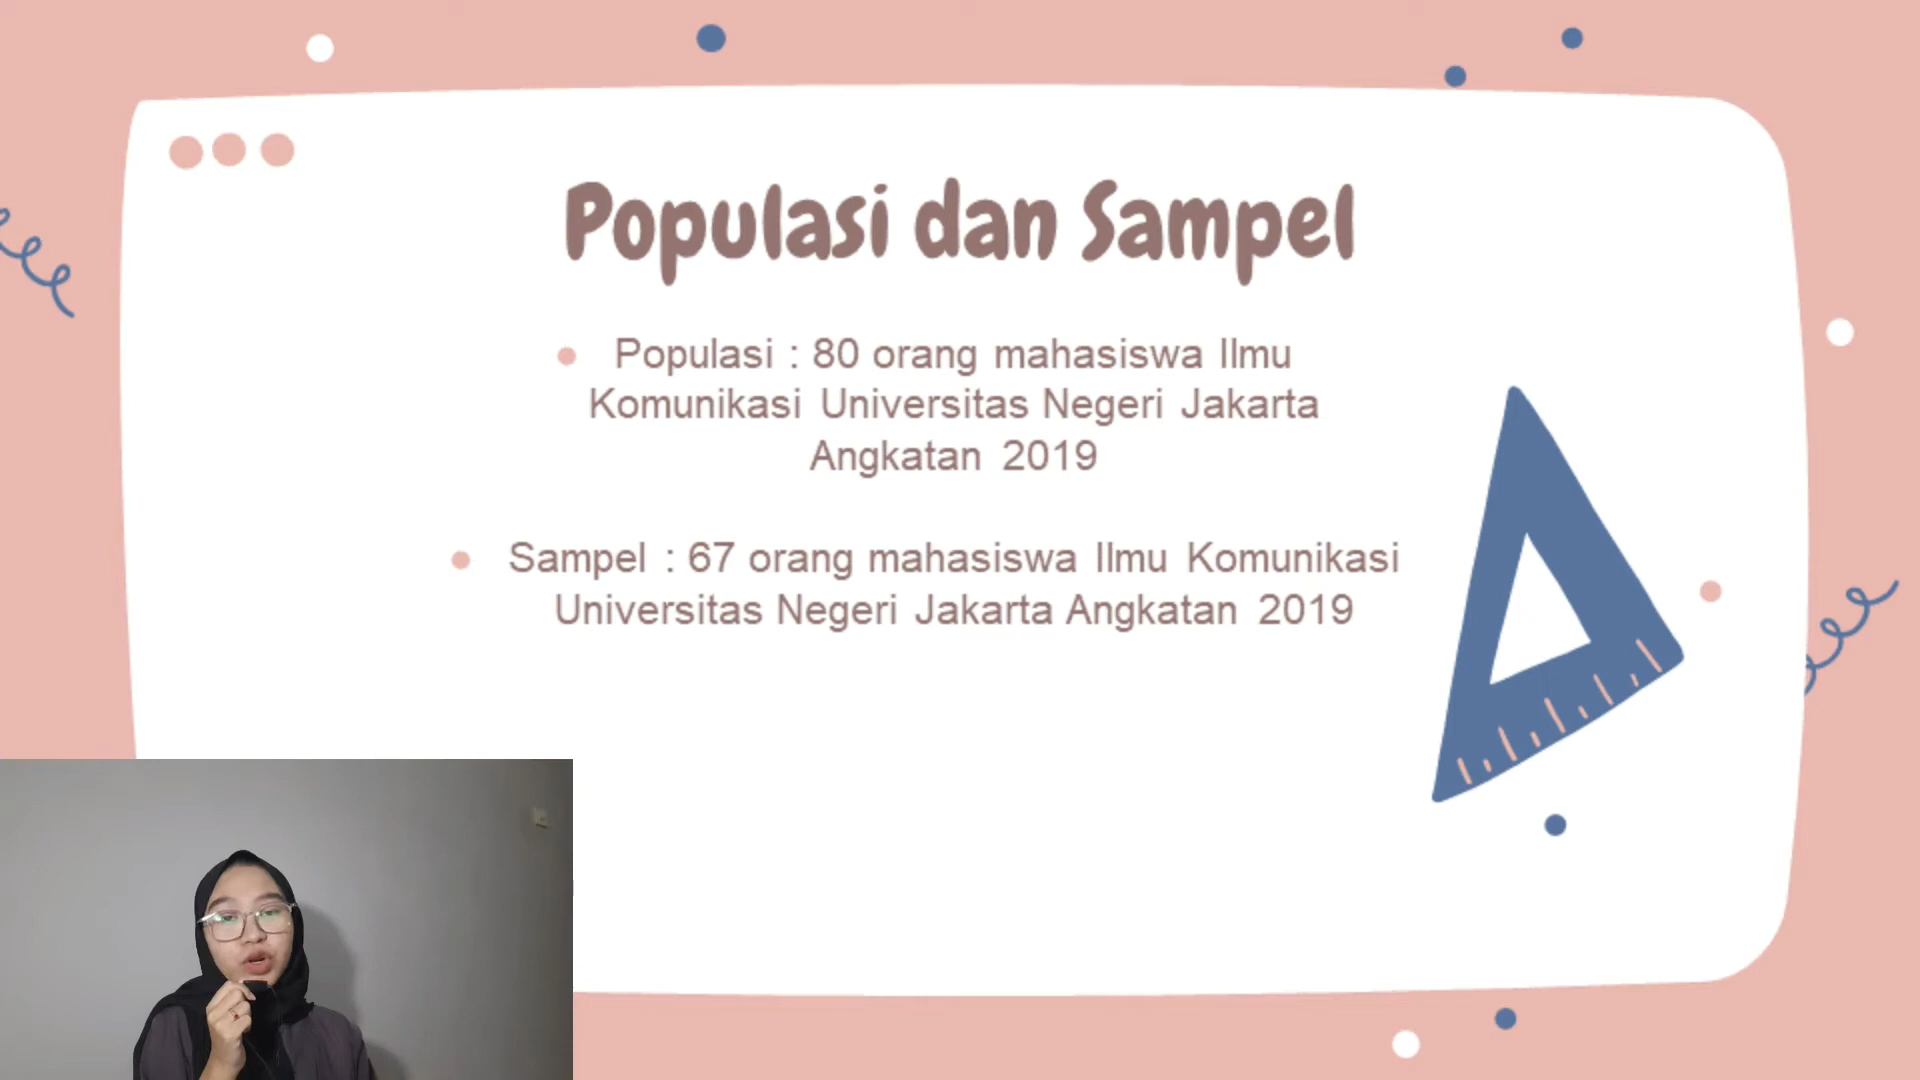 Populasi dan Sampel
Populasi : 80 orang mahasiswa Ilmu
Komunikasi Universitas Negeri Jakarta
Angkatan 2019
Sampel : 67 orang mahasiswa Ilmu Komunikasi
Universitas Negeri Jakarta Angkatan 2019